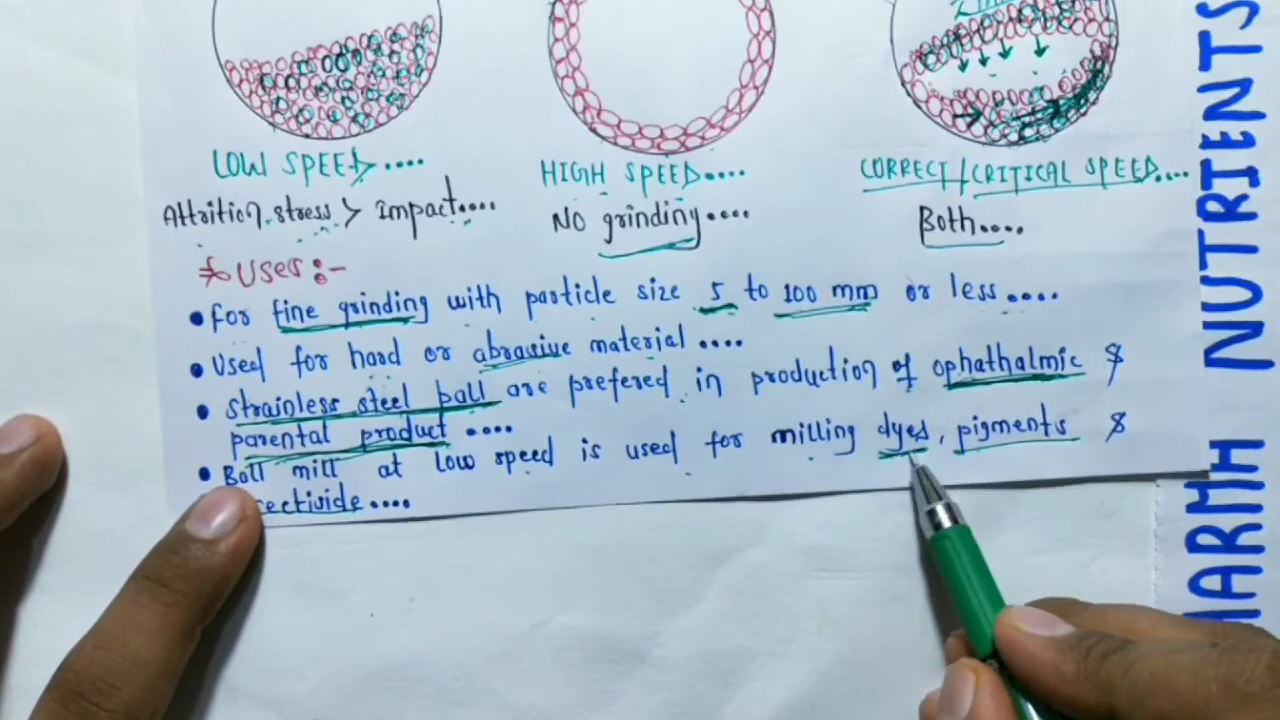 LOW SPEED....
HIGH SPEED....
CORRECT/CRITICAL SPEED....
Attrition stress > Impact....
No grinding....
Both....
* Uses :-
• For fine grinding with particle size 5 to 100 mm or less....
• Used for hard or abrasive material....
• Strainless steel ball are prefered in production of ophathalmic $
parental product....
• Ball mill at low speed is used for milling dyes, pigments $
ectiside....
HARMH NUTRIENTS